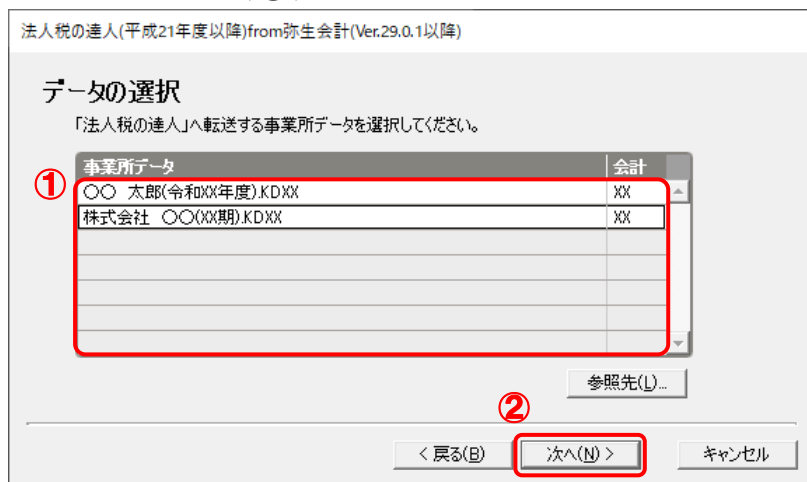 法人税の達人(平成21年度以降)from弥生会計(Ver.29.0.1以降)
データの選択
「法人税の達人」へ転送する事業所データを選択してください。
① 事業所データ 会計
〇〇 太郎(令和XX年度).KDXX XX
株式会社 〇〇(XX期).KDXX XX
参照先(L)...
②
< 戻る(B) 次へ(N) > キャンセル